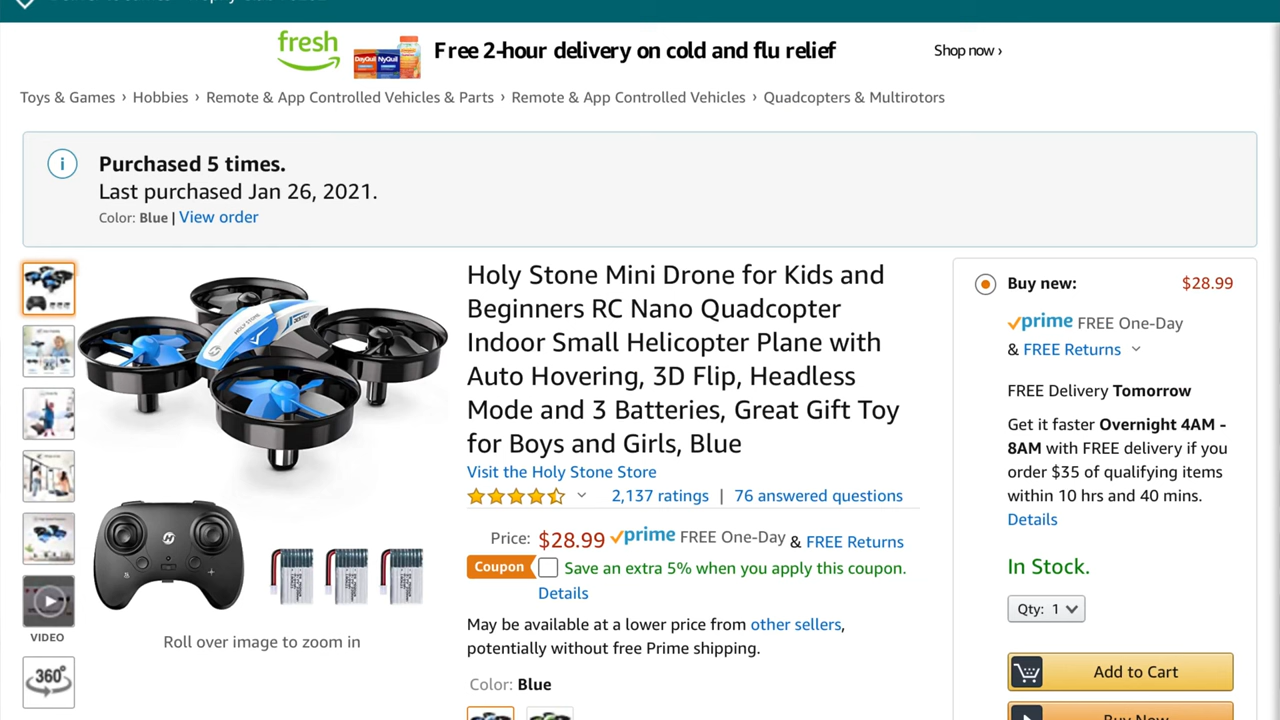 fresh
DayQuil NyQuil
Free 2-hour delivery on cold and flu relief
Shop now ›
Toys & Games › Hobbies › Remote & App Controlled Vehicles & Parts › Remote & App Controlled Vehicles › Quadcopters & Multirotors
i
Purchased 5 times.
Last purchased Jan 26, 2021.
Color: Blue | View order
HOLY STONE
Holy Stone Mini Drone for Kids and
Beginners RC Nano Quadcopter
Indoor Small Helicopter Plane with
Auto Hovering, 3D Flip, Headless
Mode and 3 Batteries, Great Gift Toy
for Boys and Girls, Blue
Visit the Holy Stone Store
2,137 ratings | 76 answered questions
Price: $28.99 prime FREE One-Day & FREE Returns
Coupon Save an extra 5% when you apply this coupon.
Details
May be available at a lower price from other sellers,
potentially without free Prime shipping.
Color: Blue
VIDEO
360°
Roll over image to zoom in
Buy new: $28.99
prime FREE One-Day
& FREE Returns
FREE Delivery Tomorrow
Get it faster Overnight 4AM -
8AM with FREE delivery if you
order $35 of qualifying items
within 10 hrs and 40 mins.
Details
In Stock.
Qty: 1
Add to Cart
Buy Now